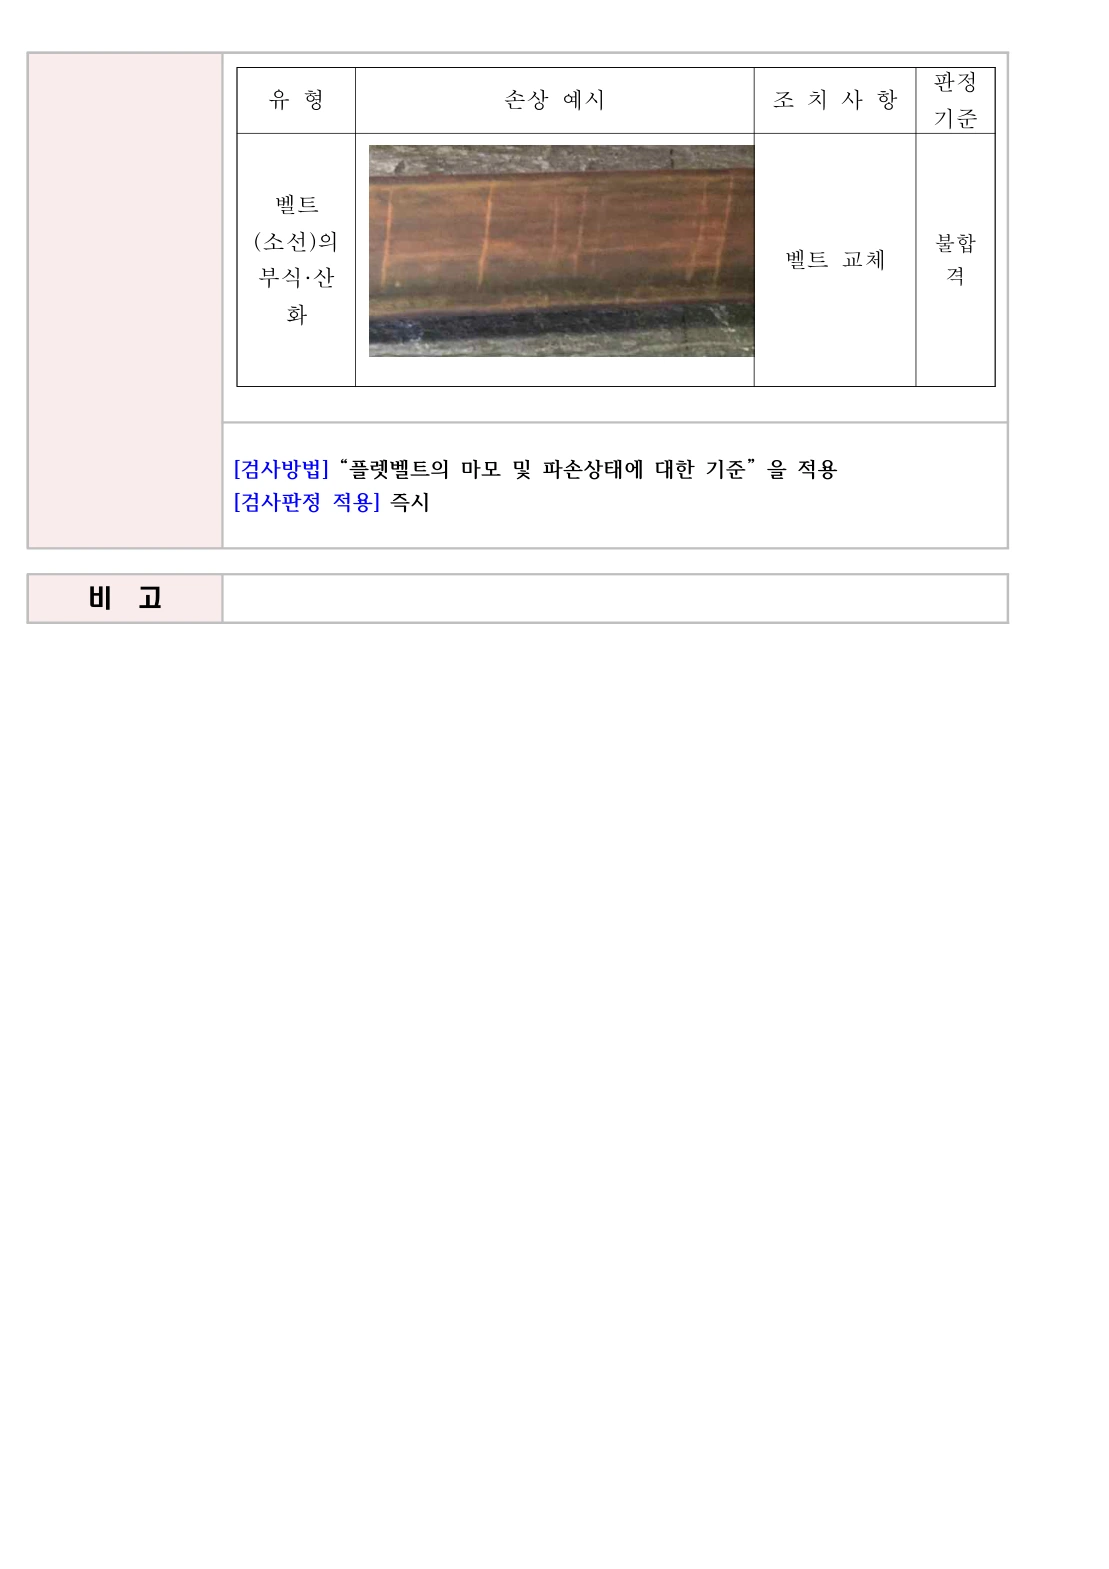 유 형
손상 예시
조 치 사 항
판정
기준
벨트
(소선)의
부식·산
화
벨트 교체
불합
격
[검사방법] “플렛벨트의 마모 및 파손상태에 대한 기준” 을 적용
[검사판정 적용] 즉시
비 고